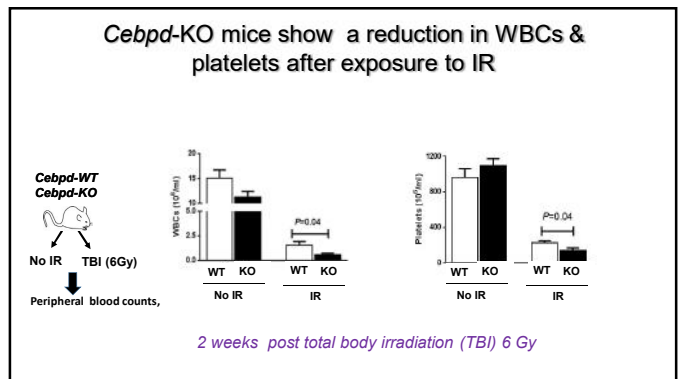 Cebpd-KO mice show a reduction in WBCs &
platelets after exposure to IR
Cebpd-WT
Cebpd-KO
No IR TBI (6Gy)
Peripheral blood counts,
WBCs (10⁶/ml)
20
15
10
5.0
2.5
0.0
P=0.04
WT KO WT KO
No IR IR
Platelets (10⁶/ml)
1200
800
400
0
P=0.04
WT KO WT KO
No IR IR
2 weeks post total body irradiation (TBI) 6 Gy